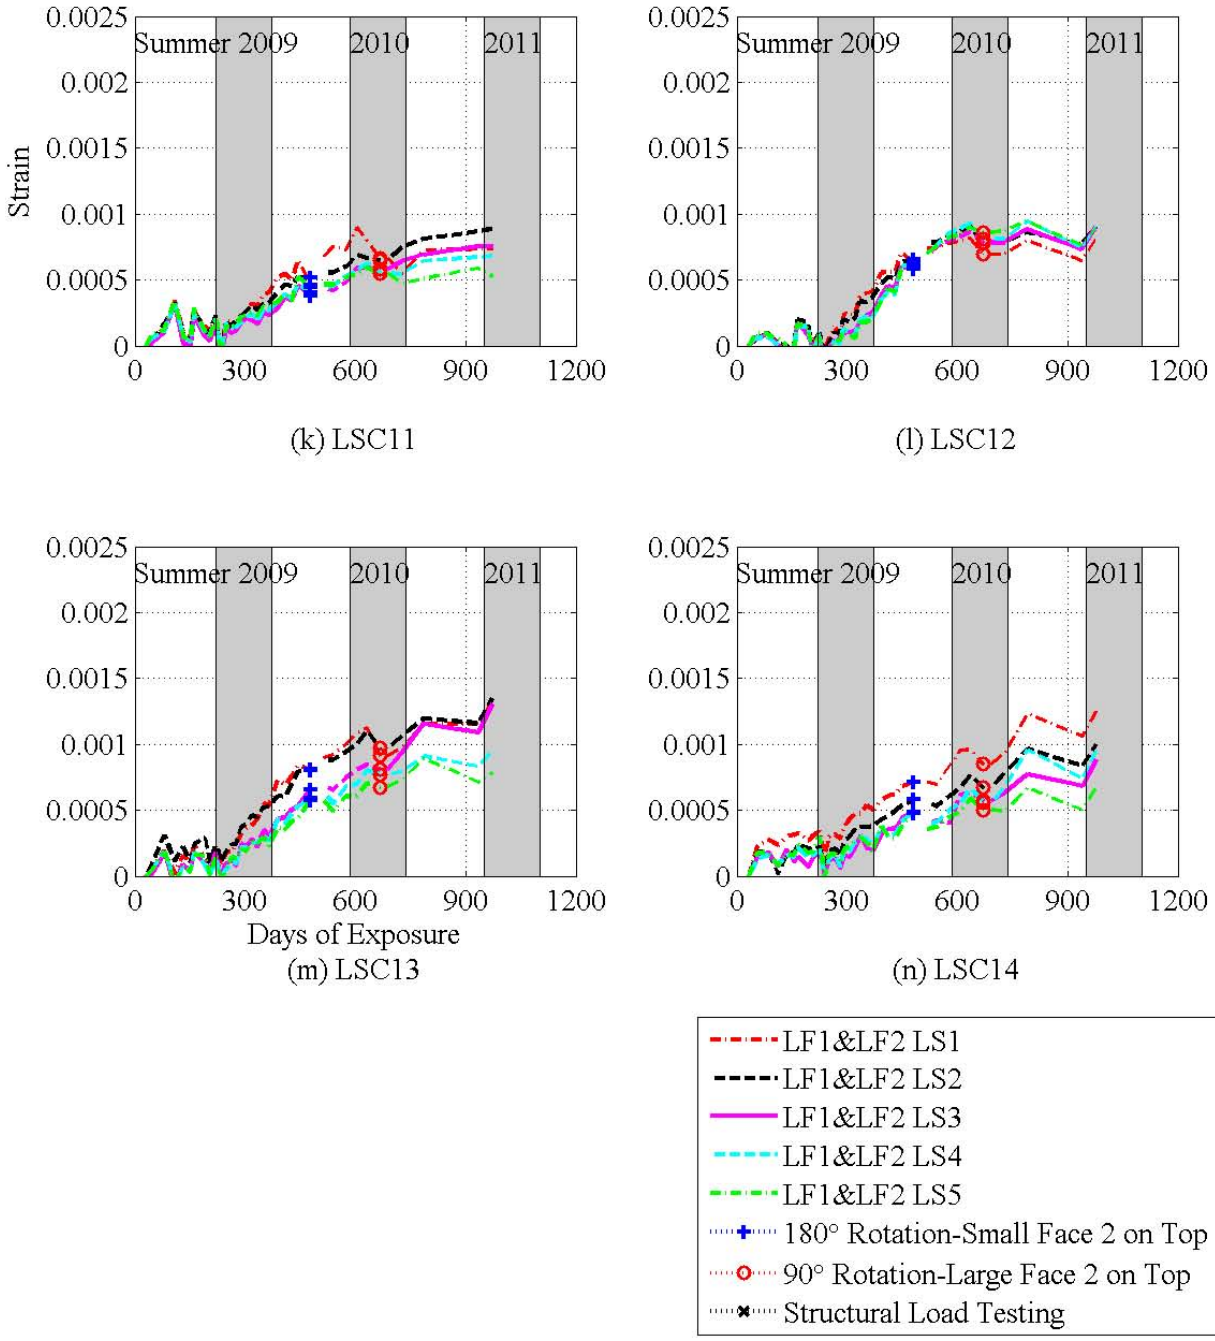 0.0025
0.002
0.0015
0.001
0.0005
0
Strain
Summer 2009
2010
2011
0 300 600 900 1200
(k) LSC11
0.0025
0.002
0.0015
0.001
0.0005
0
Summer 2009
2010
2011
0 300 600 900 1200
(l) LSC12
0.0025
0.002
0.0015
0.001
0.0005
0
Summer 2009
2010
2011
0 300 600 900 1200
Days of Exposure
(m) LSC13
0.0025
0.002
0.0015
0.001
0.0005
0
Summer 2009
2010
2011
0 300 600 900 1200
(n) LSC14
LF1&LF2 LS1
LF1&LF2 LS2
LF1&LF2 LS3
LF1&LF2 LS4
LF1&LF2 LS5
180° Rotation-Small Face 2 on Top
90° Rotation-Large Face 2 on Top
Structural Load Testing